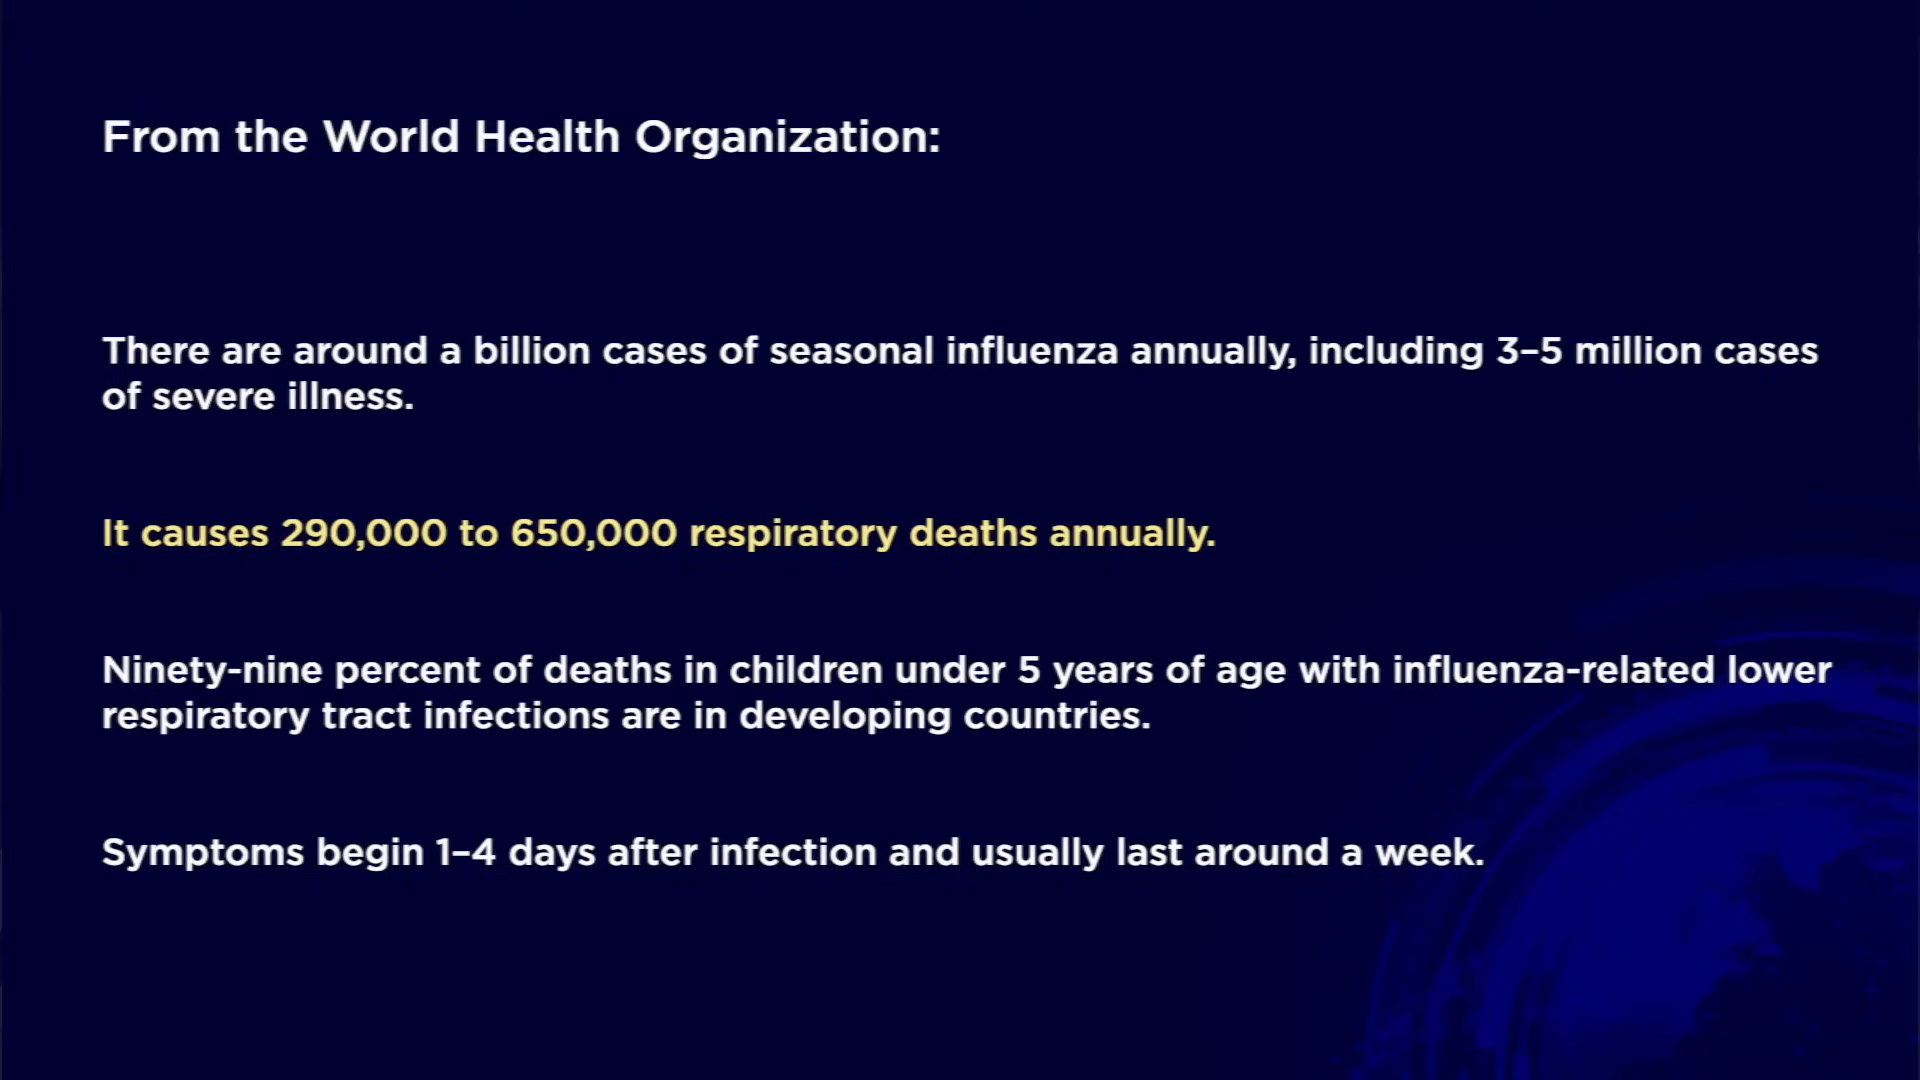 From the World Health Organization:
There are around a billion cases of seasonal influenza annually, including 3–5 million cases
of severe illness.
It causes 290,000 to 650,000 respiratory deaths annually.
Ninety-nine percent of deaths in children under 5 years of age with influenza-related lower
respiratory tract infections are in developing countries.
Symptoms begin 1–4 days after infection and usually last around a week.